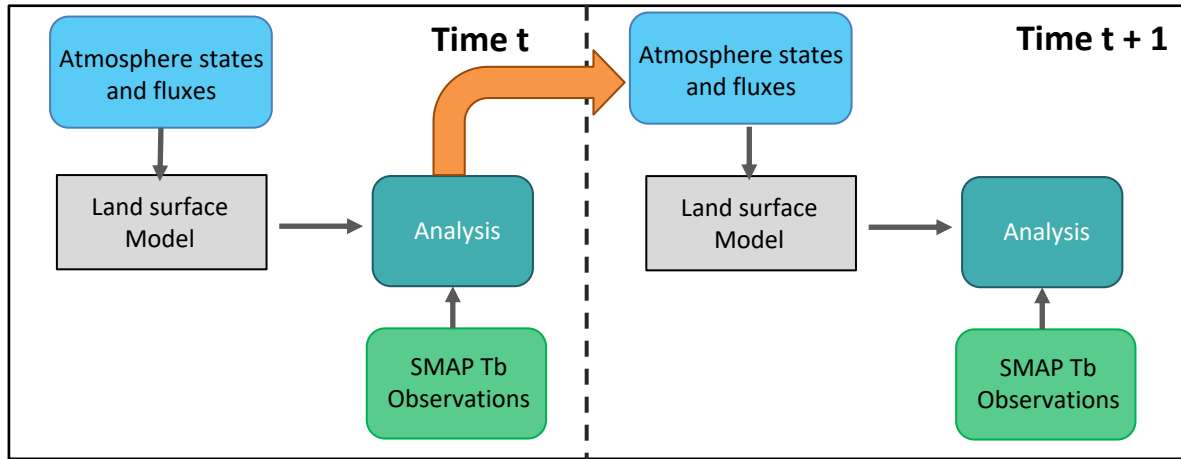 Time t
Atmosphere states
and fluxes
Land surface
Model
Analysis
SMAP Tb
Observations
Time t + 1
Atmosphere states
and fluxes
Land surface
Model
Analysis
SMAP Tb
Observations